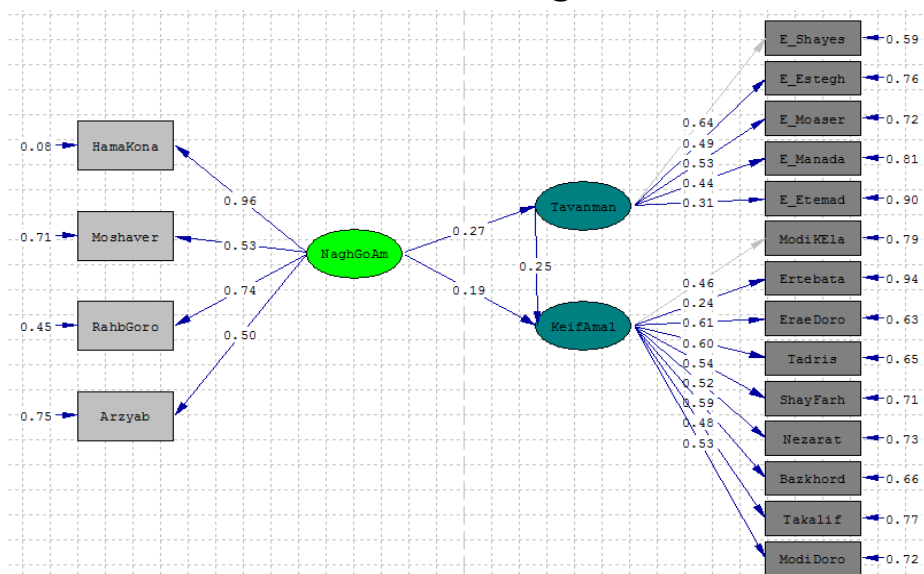 E_Shayes
0.59
E_Estegh
0.76
E_Moaser
0.72
E_Manada
0.81
E_Etemad
0.90
ModiKEla
0.79
Ertebata
0.94
EraeDoro
0.63
Tadris
0.65
ShayFarh
0.71
Nezarat
0.73
Bazkhord
0.66
Takalif
0.77
ModiDoro
0.72
0.08
HamaKona
0.71
Moshaver
0.45
RahbGoro
0.75
Arzyab
0.96
0.53
0.74
0.50
NaghGoAm
0.27
0.19
Tavanman
0.25
KeifAmal
0.64
0.49
0.53
0.44
0.31
0.46
0.24
0.61
0.60
0.54
0.52
0.59
0.48
0.53